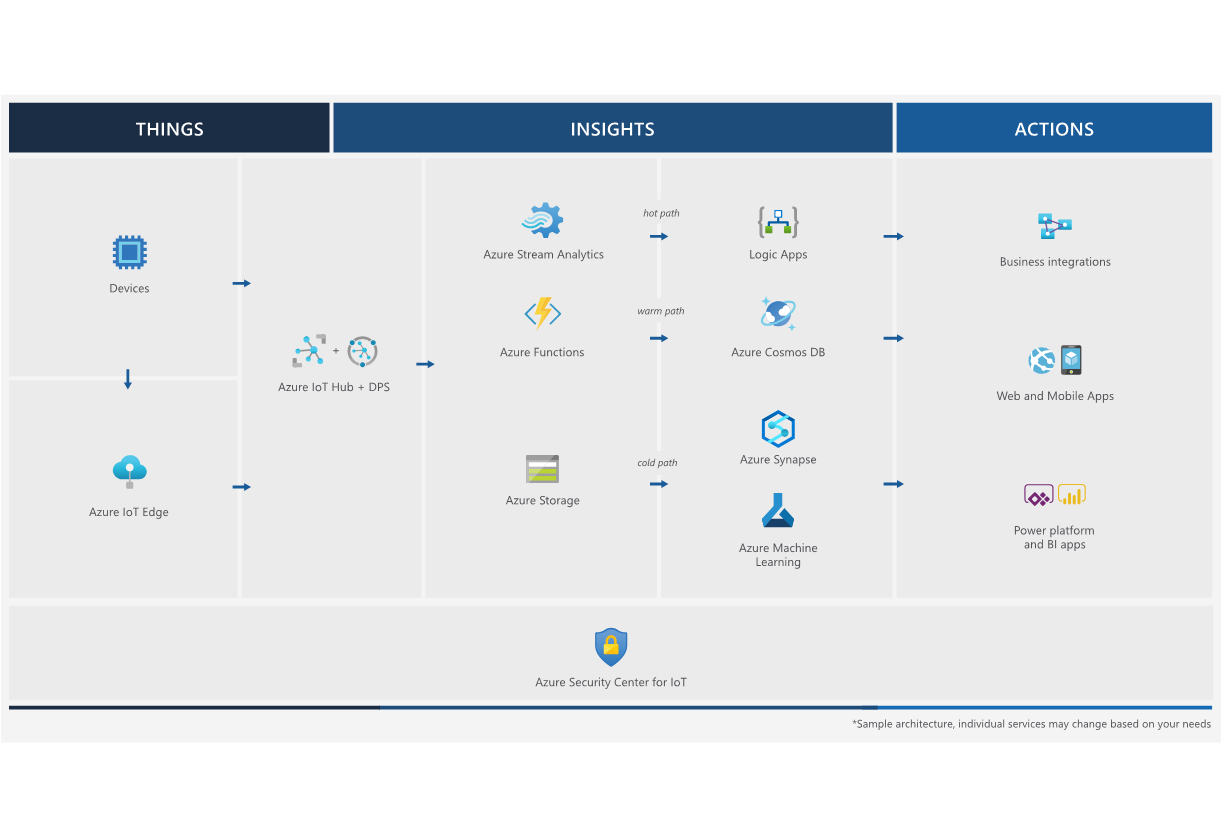 THINGS
INSIGHTS
ACTIONS
Devices
Azure IoT Edge
+
Azure IoT Hub + DPS
Azure Stream Analytics
hot path
Logic Apps
Azure Functions
warm path
Azure Cosmos DB
Azure Storage
cold path
Azure Synapse
Azure Machine
Learning
Business integrations
Web and Mobile Apps
Power platform
and BI apps
Azure Security Center for IoT
*Sample architecture, individual services may change based on your needs